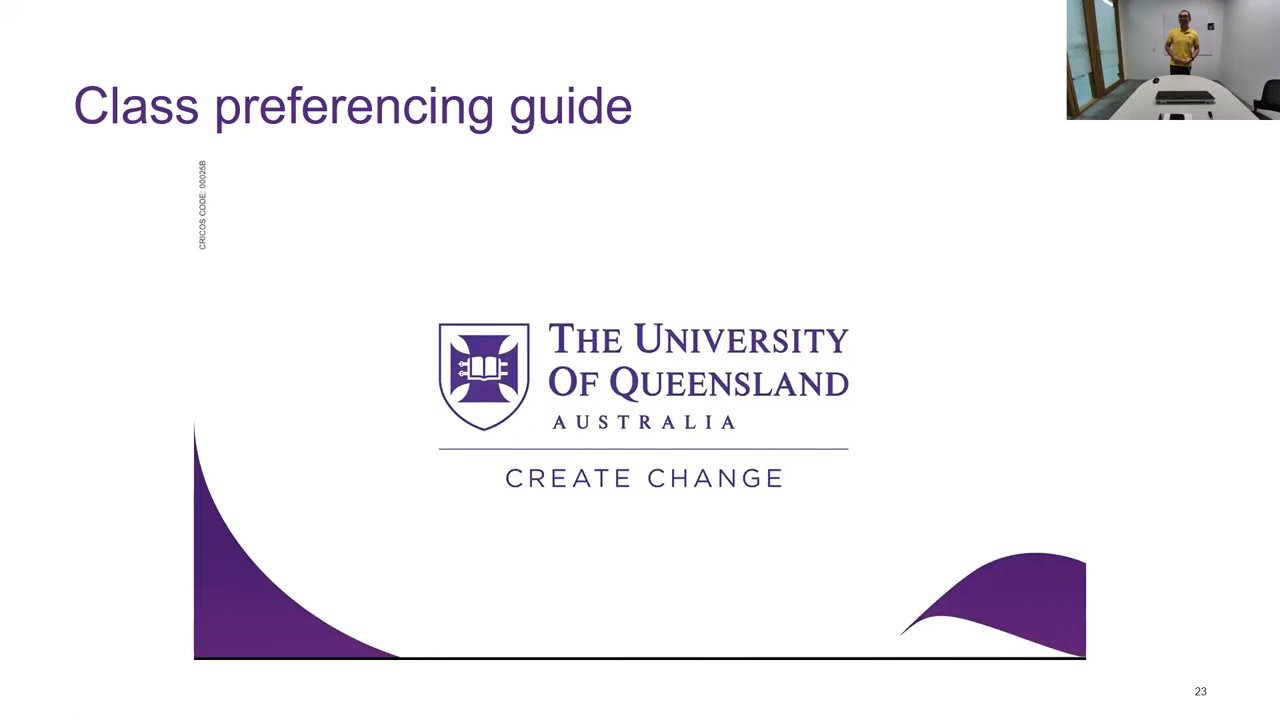 Class preferencing guide
CRICOS CODE: 00025B
THE UNIVERSITY
OF QUEENSLAND
AUSTRALIA
CREATE CHANGE
23